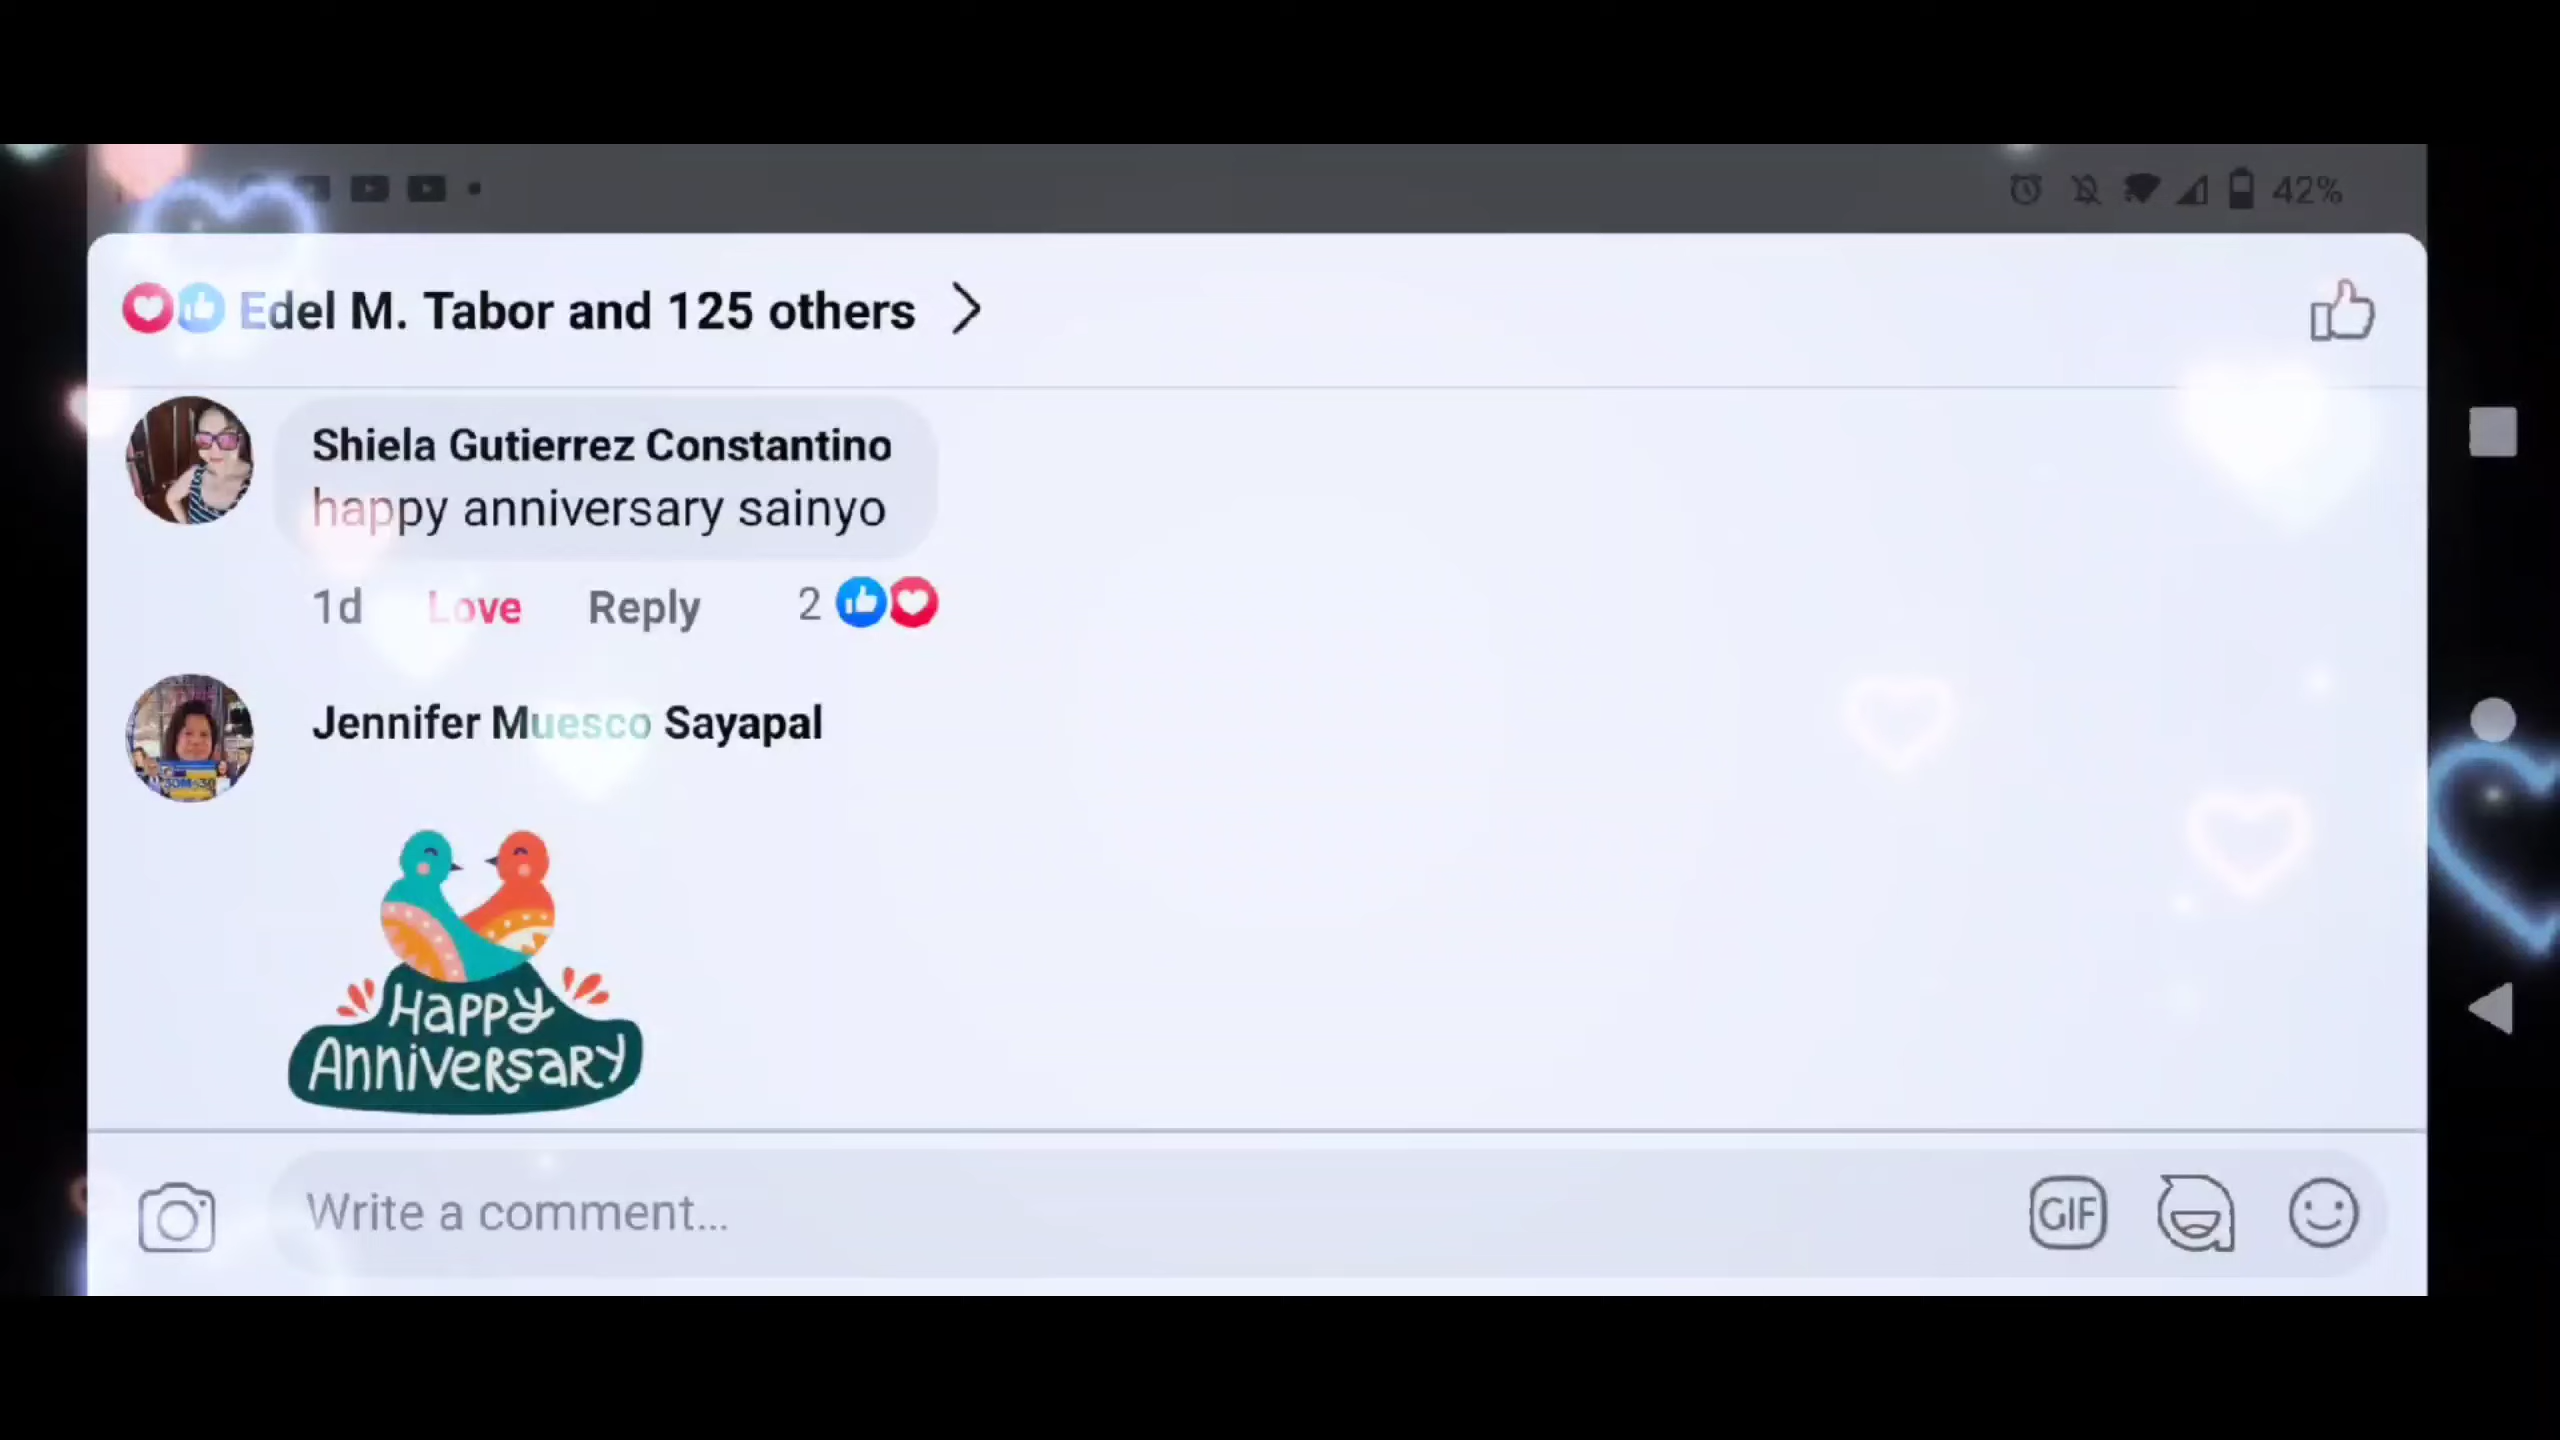 42%
Edel M. Tabor and 125 others
Shiela Gutierrez Constantino
happy anniversary sainyo
1d Love Reply 2
Jennifer Muesco Sayapal
Happy
Anniversary
Write a comment...
GIF